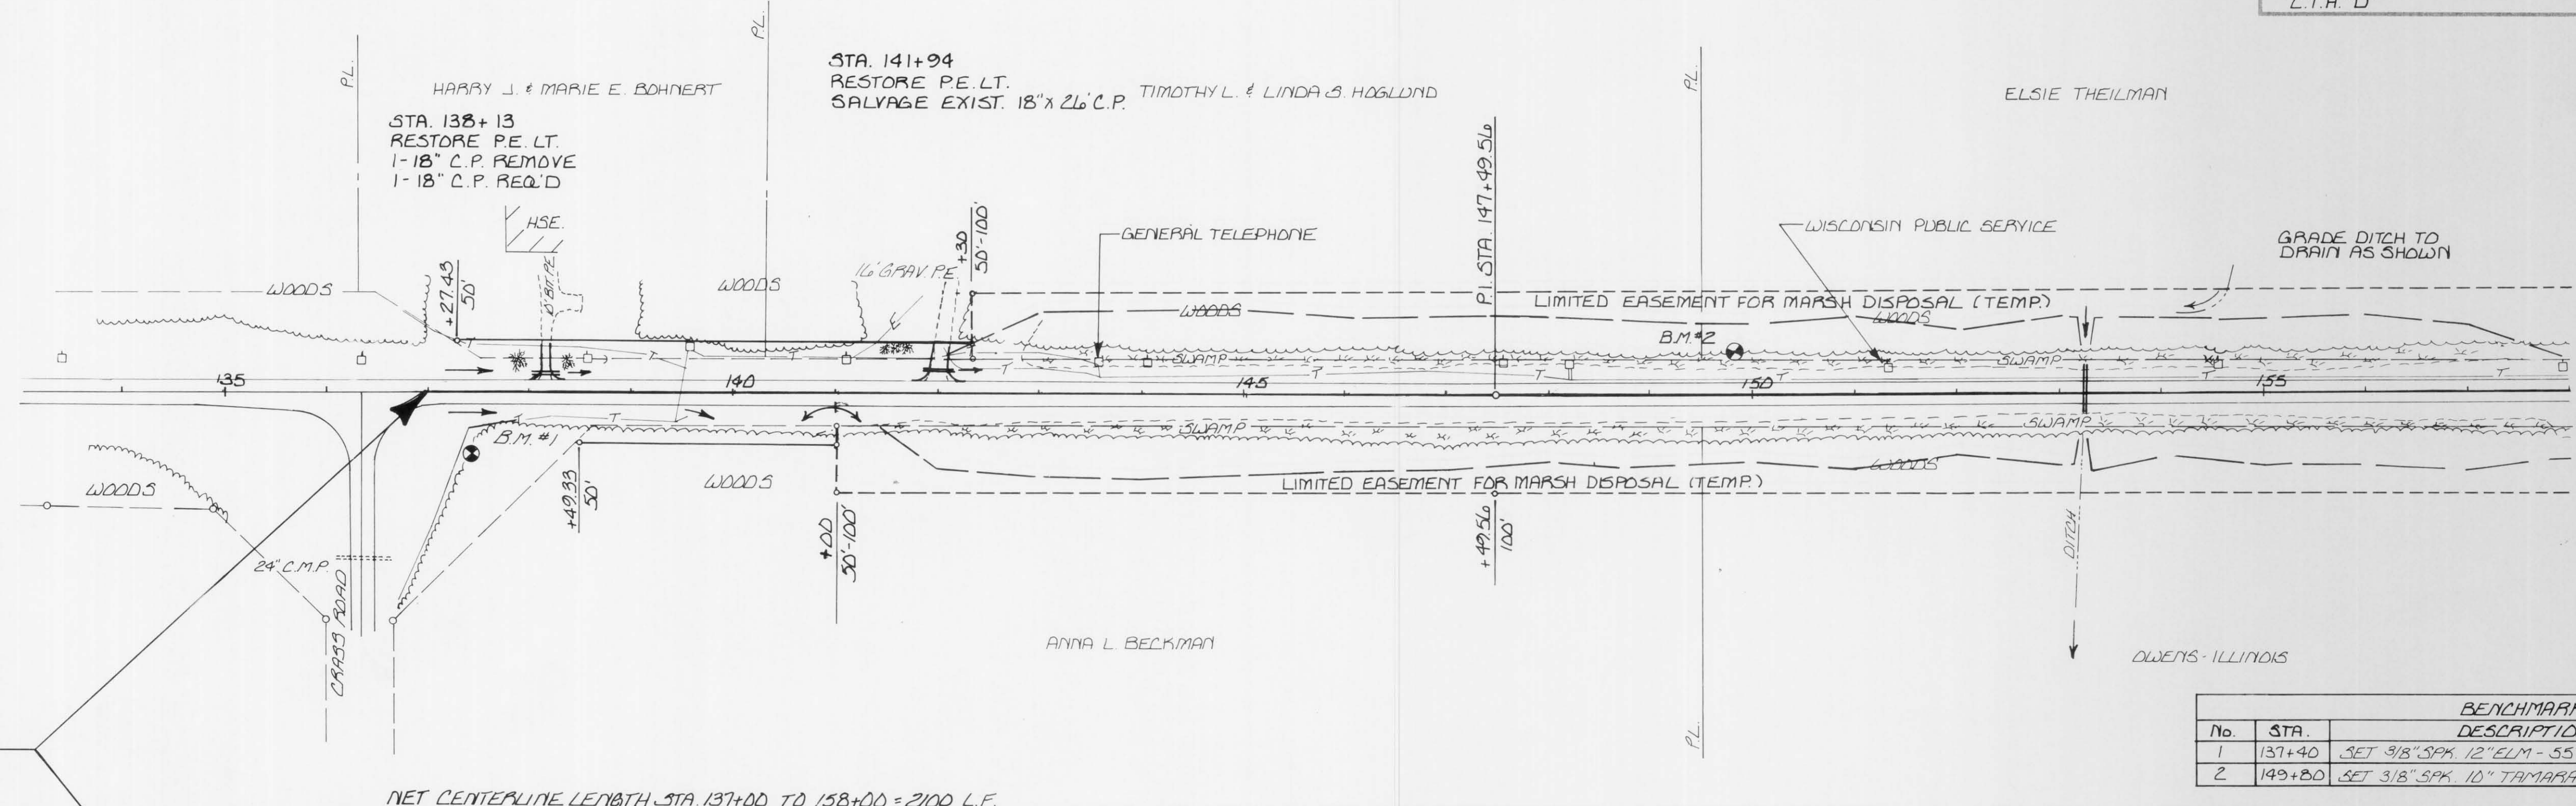 C.T.H. D
P.L.
P.L.
P.L.
HARRY J. & MARIE E. BOHNERT
STA. 141+94
RESTORE P.E. LT.
SALVAGE EXIST. 18" X 26' C.P.
TIMOTHY L. & LINDA S. HOGLUND
ELSIE THEILMAN
STA. 138+13
RESTORE P.E. LT.
1-18" C.P. REMOVE
1-18" C.P. REQ'D
HSE.
BIT. P.E.
+27.43
50'
16' GRAV. P.E.
+30
50'-100'
GENERAL TELEPHONE
P.I. STA. 147+49.56
WISCONSIN PUBLIC SERVICE
GRADE DITCH TO
DRAIN AS SHOWN
WOODS
WOODS
WOODS
LIMITED EASEMENT FOR MARSH DISPOSAL (TEMP.)
WOODS
B.M. #2
SWAMP
SWAMP
T
T
T
T
T
T
T
T
135
140
145
150
155
T
T
B.M. #1
SWAMP
SWAMP
WOODS
WOODS
WOODS
LIMITED EASEMENT FOR MARSH DISPOSAL (TEMP.)
+49.33
50'
+00
50'-100'
+49.56
100'
DITCH
24" C.M.P.
CRASS ROAD
ANNA L. BECKMAN
OWENS-ILLINOIS
P.L.
BENCHMAR
No. STA. DESCRIPTIO
1 137+40 SET 3/8" SPK. 12" ELM - 55
2 149+80 SET 3/8" SPK. 10" TAMARA
NET CENTERLINE LENGTH STA. 137+00 TO 158+00 = 2100 L.F.